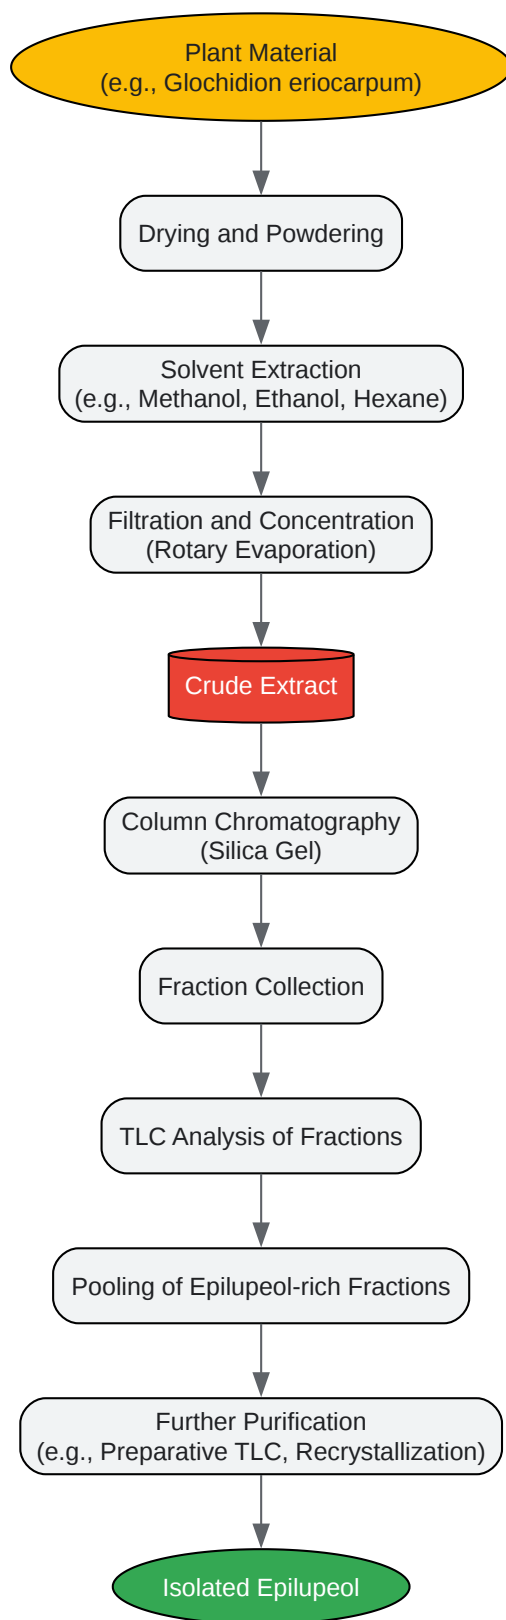 Plant Material
(e.g., Glochidion eriocarpum)
Drying and Powdering
Solvent Extraction
(e.g., Methanol, Ethanol, Hexane)
Filtration and Concentration
(Rotary Evaporation)
Crude Extract
Column Chromatography
(Silica Gel)
Fraction Collection
TLC Analysis of Fractions
Pooling of Epilupeol-rich Fractions
Further Purification
(e.g., Preparative TLC, Recrystallization)
Isolated Epilupeol